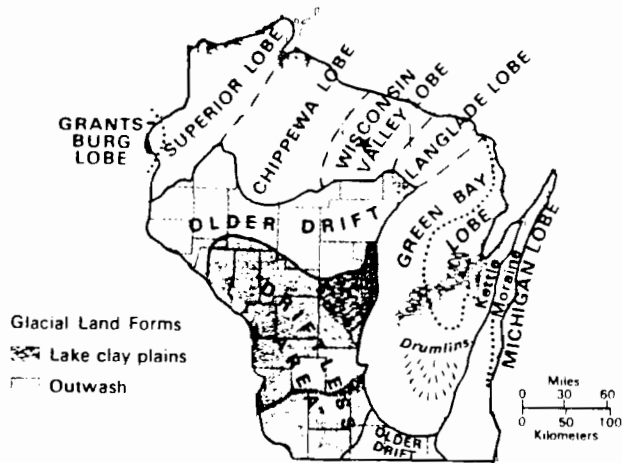 GRANTS
BURG
LOBE
SUPERIOR LOBE
CHIPPEWA LOBE
WISCONSIN
VALLEY LOBE
LANGLADE LOBE
OLDER DRIFT
GREEN BAY
LOBE
Kettle
Moraine
MICHIGAN LOBE
DRIFTLESS
AREA
Drumlins
OLDER
DRIFT
Glacial Land Forms
Lake clay plains
Outwash
Miles
0 30 60
0 50 100
Kilometers